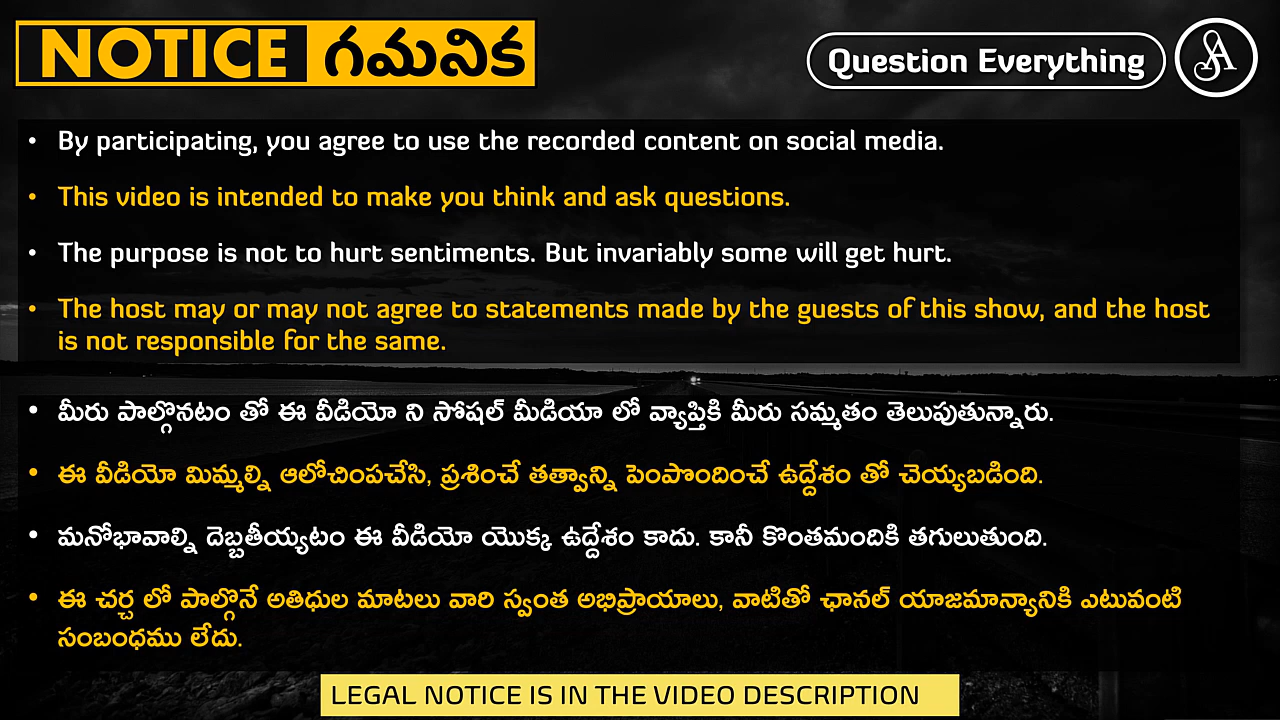 NOTICE గమనిక
Question Everything
• By participating, you agree to use the recorded content on social media.
• This video is intended to make you think and ask questions.
• The purpose is not to hurt sentiments. But invariably some will get hurt.
• The host may or may not agree to statements made by the guests of this show, and the host
is not responsible for the same.
• మీరు పాల్గొనటం తో ఈ వీడియో ని సోషల్ మీడియా లో వ్యాప్తికి మీరు సమ్మతం తెలుపుతున్నారు.
• ఈ వీడియో మిమ్మల్ని ఆలోచింపచేసి, ప్రశించే తత్వాన్ని పెంపొందించే ఉద్దేశం తో చెయ్యబడింది.
• మనోభావాల్ని దెబ్బతీయ్యటం ఈ వీడియో యొక్క ఉద్దేశం కాదు. కానీ కొంతమందికి తగులుతుంది.
• ఈ చర్చ లో పాల్గొనే అతిధుల మాటలు వారి స్వంత అభిప్రాయాలు, వాటితో ఛానల్ యాజమాన్యానికి ఎటువంటి
సంబంధము లేదు.
LEGAL NOTICE IS IN THE VIDEO DESCRIPTION